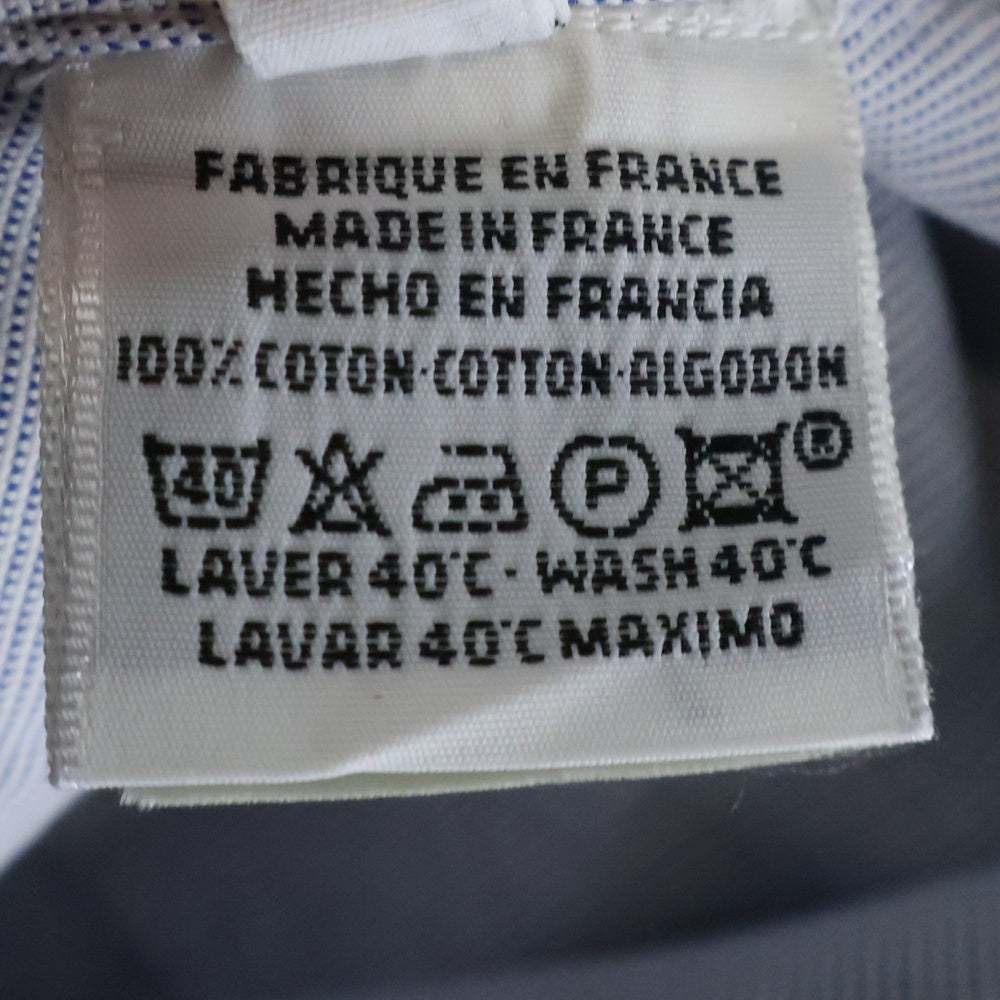 FABRIQUE EN FRANCE
MADE IN FRANCE
HECHO EN FRANCIA
100% COTON·COTTON·ALGODON
40 P ®
LAVER 40°C · WASH 40°C
LAVAR 40°C MAXIMO